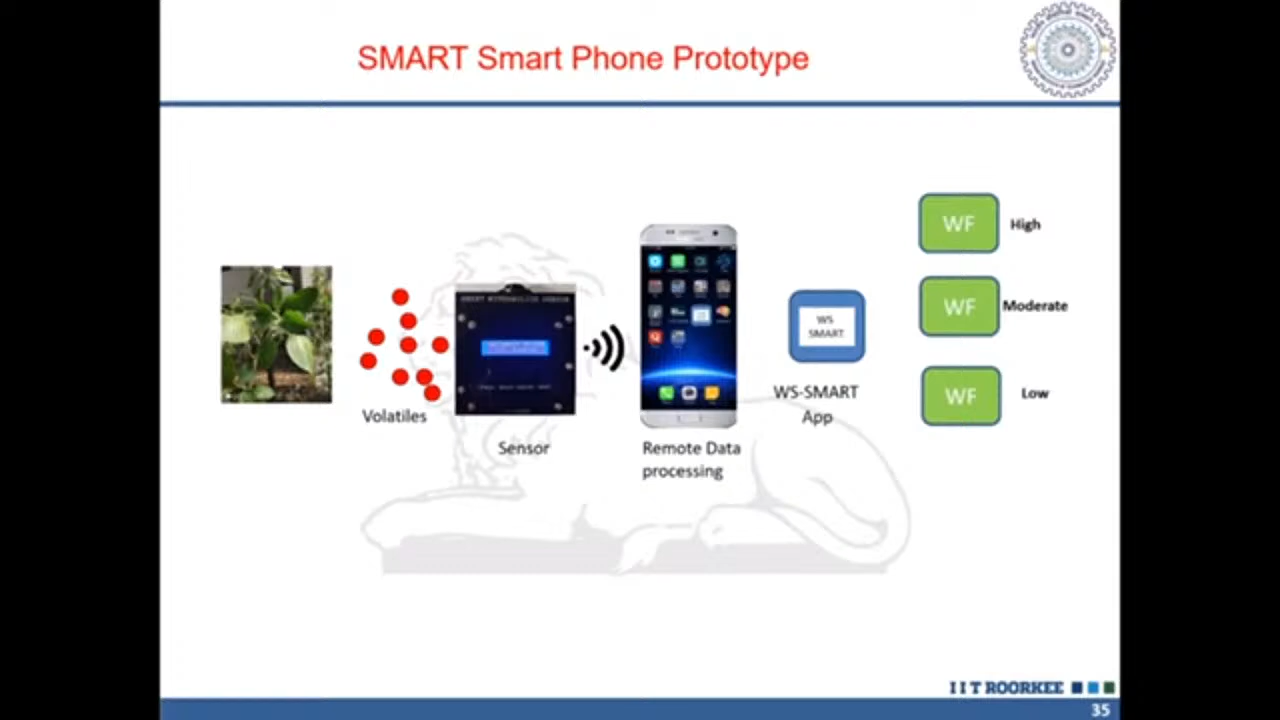 SMART Smart Phone Prototype
Volatiles
Sensor
Remote Data
processing
WS
SMART
WS-SMART
App
WF High
WF Moderate
WF Low
I I T ROORKEE
35